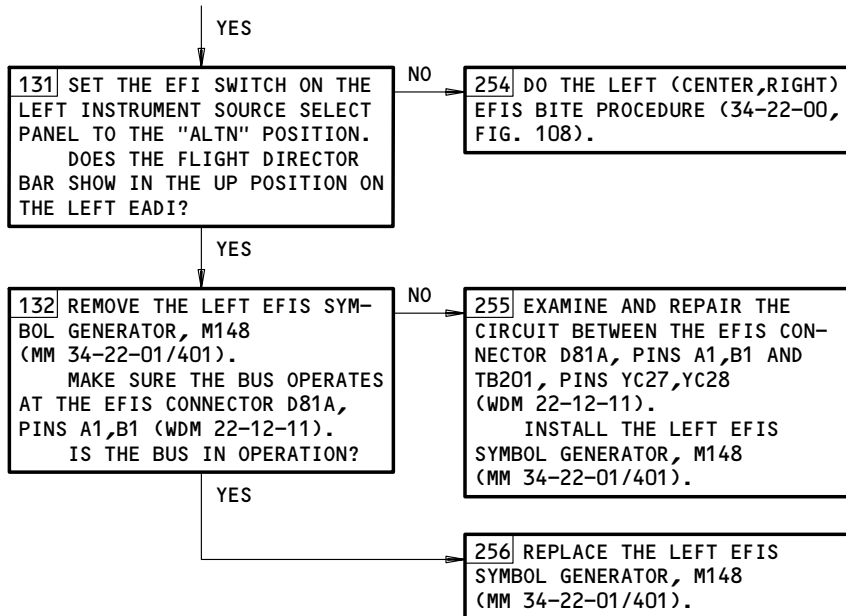 YES
131 SET THE EFI SWITCH ON THE
LEFT INSTRUMENT SOURCE SELECT
PANEL TO THE "ALTN" POSITION.
DOES THE FLIGHT DIRECTOR
BAR SHOW IN THE UP POSITION ON
THE LEFT EADI?
NO
254 DO THE LEFT (CENTER,RIGHT)
EFIS BITE PROCEDURE (34-22-00,
FIG. 108).
YES
132 REMOVE THE LEFT EFIS SYM-
BOL GENERATOR, M148
(MM 34-22-01/401).
MAKE SURE THE BUS OPERATES
AT THE EFIS CONNECTOR D81A,
PINS A1,B1 (WDM 22-12-11).
IS THE BUS IN OPERATION?
NO
255 EXAMINE AND REPAIR THE
CIRCUIT BETWEEN THE EFIS CON-
NECTOR D81A, PINS A1,B1 AND
TB201, PINS YC27,YC28
(WDM 22-12-11).
INSTALL THE LEFT EFIS
SYMBOL GENERATOR, M148
(MM 34-22-01/401).
YES
256 REPLACE THE LEFT EFIS
SYMBOL GENERATOR, M148
(MM 34-22-01/401).